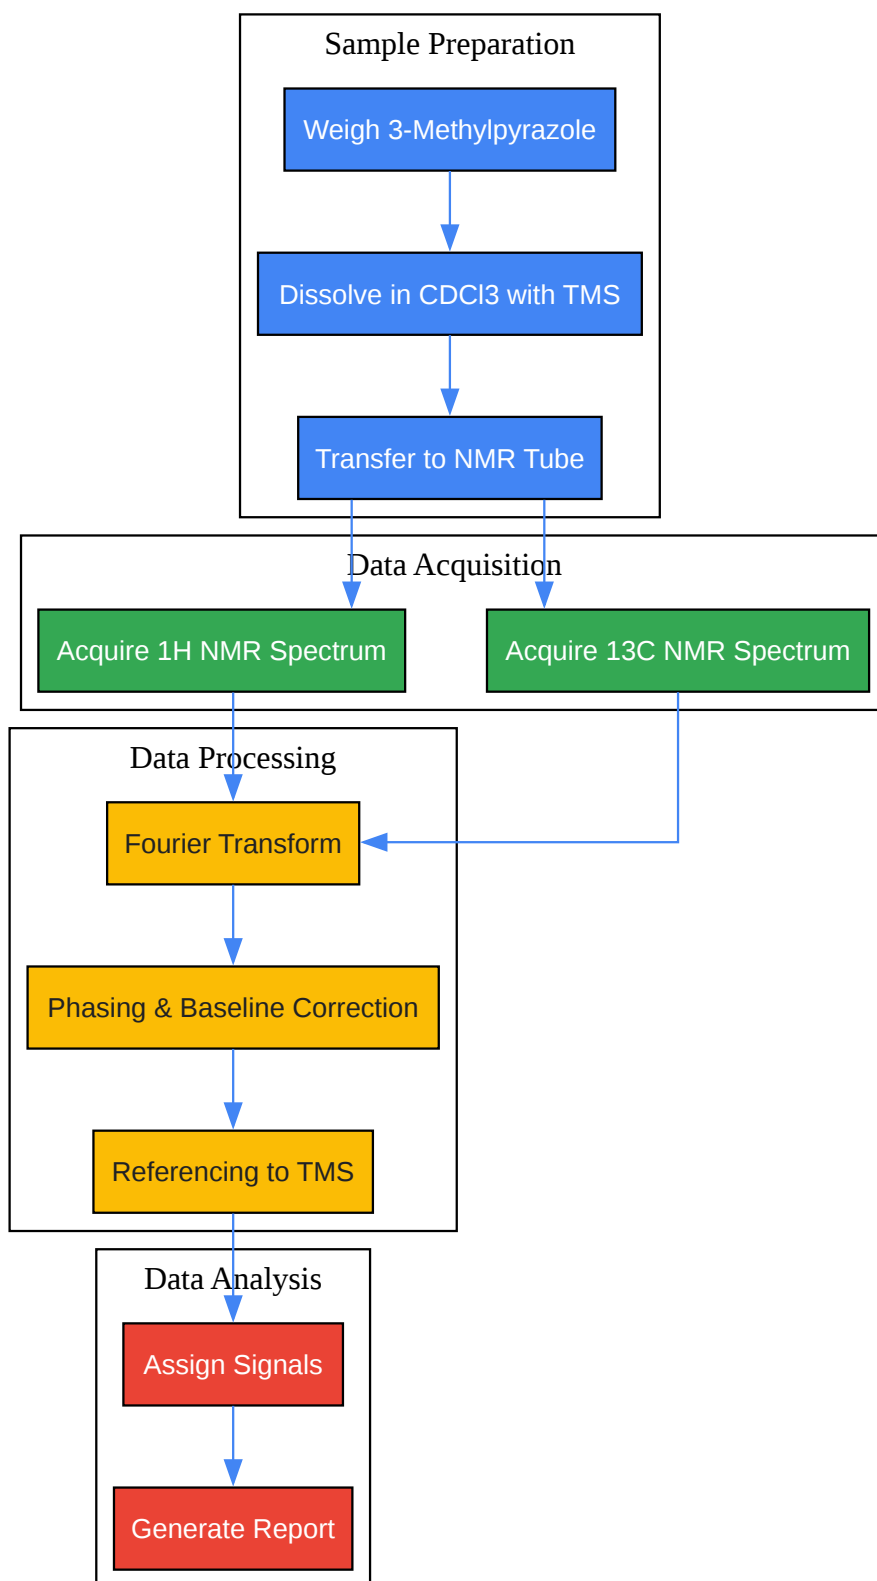 Sample Preparation
Weigh 3-Methylpyrazole
Dissolve in CDCl3 with TMS
Transfer to NMR Tube
Data Acquisition
Acquire 1H NMR Spectrum
Acquire 13C NMR Spectrum
Data Processing
Fourier Transform
Phasing & Baseline Correction
Referencing to TMS
Data Analysis
Assign Signals
Generate Report